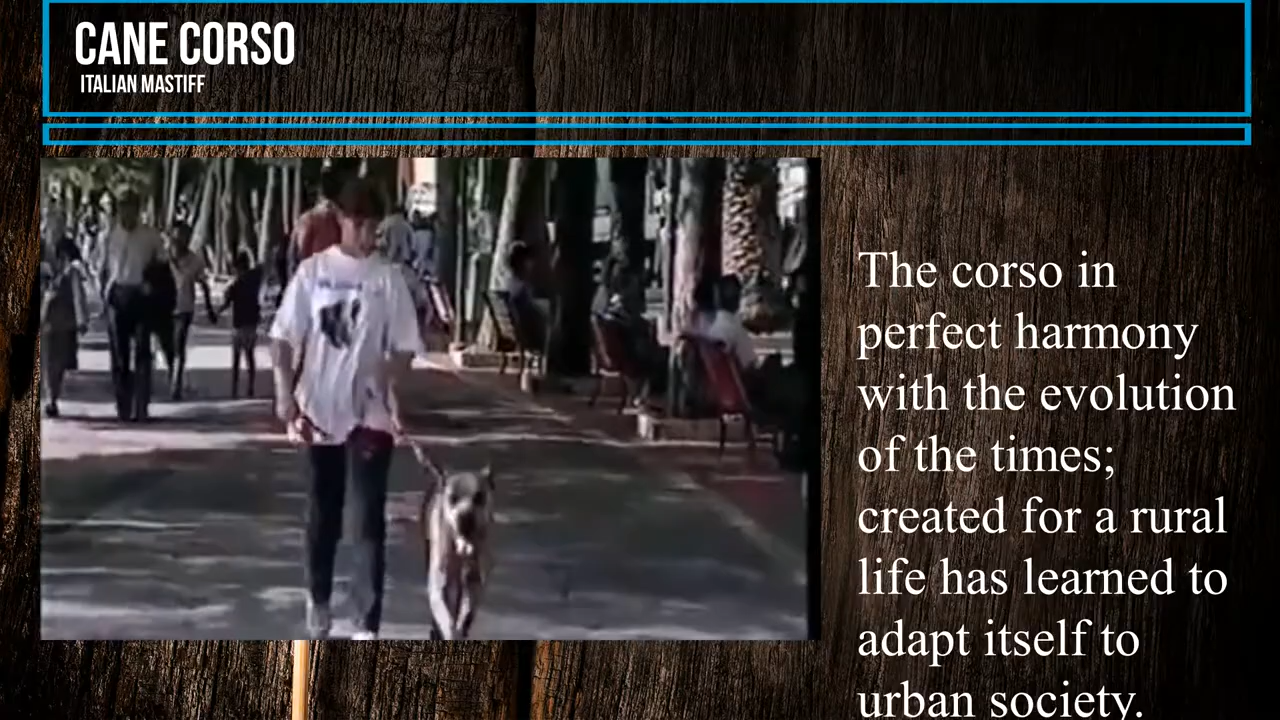 CANE CORSO
ITALIAN MASTIFF
The corso in
perfect harmony
with the evolution
of the times;
created for a rural
life has learned to
adapt itself to
urban society.